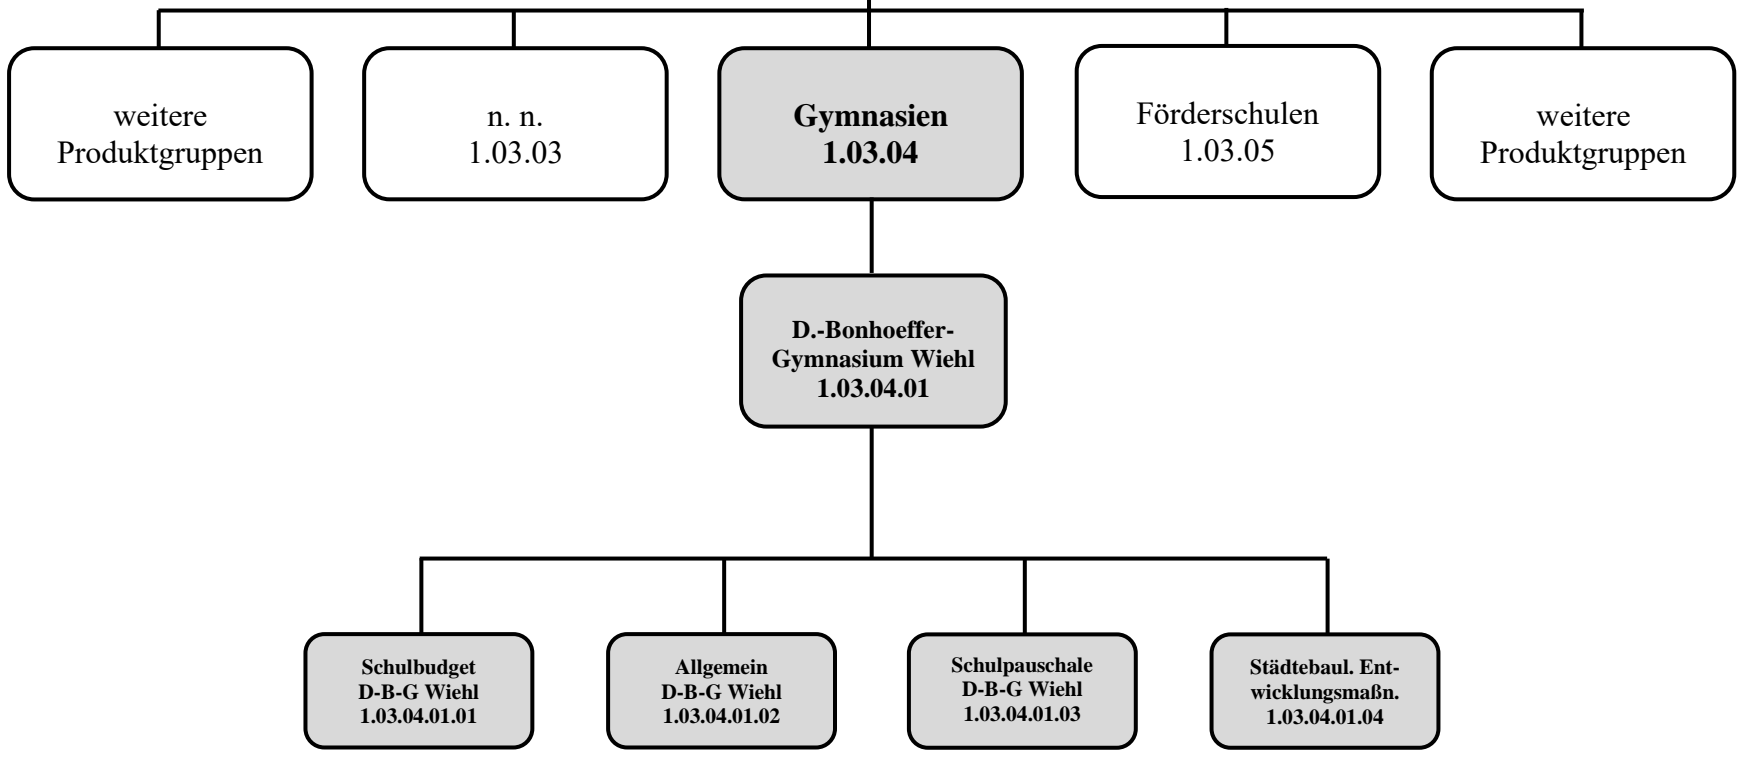 weitere
Produktgruppen
n. n.
1.03.03
Gymnasien
1.03.04
Förderschulen
1.03.05
weitere
Produktgruppen
D.-Bonhoeffer-
Gymnasium Wiehl
1.03.04.01
Schulbudget
D-B-G Wiehl
1.03.04.01.01
Allgemein
D-B-G Wiehl
1.03.04.01.02
Schulpauschale
D-B-G Wiehl
1.03.04.01.03
Städtebaul. Ent-
wicklungsmaßn.
1.03.04.01.04